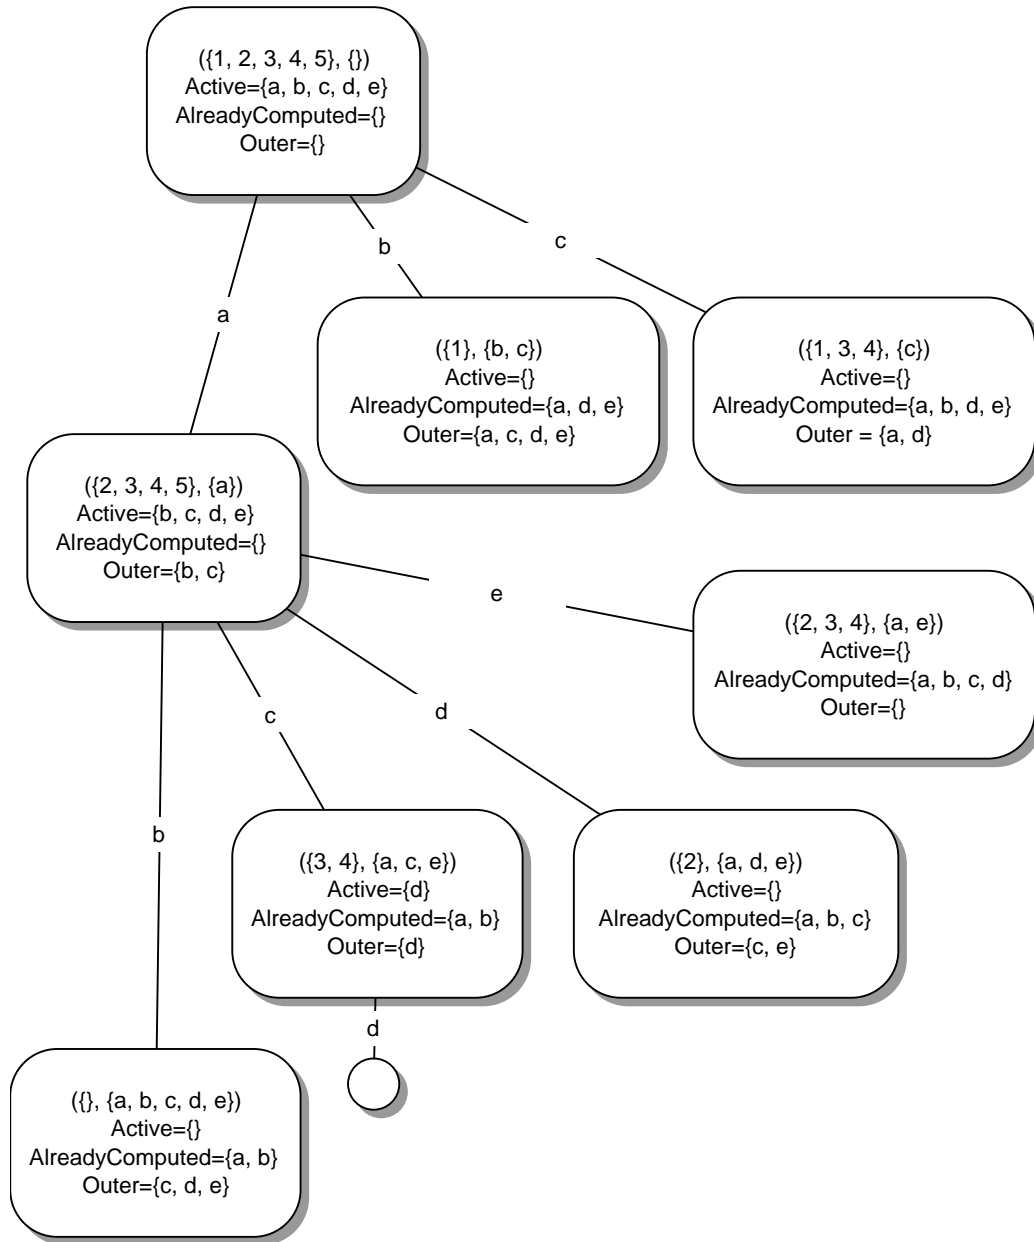 ({1, 2, 3, 4, 5}, {})
Active={a, b, c, d, e}
AlreadyComputed={}
Outer={}
b
c
a
({1}, {b, c})
Active={}
AlreadyComputed={a, d, e}
Outer={a, c, d, e}
({1, 3, 4}, {c})
Active={}
AlreadyComputed={a, b, d, e}
Outer = {a, d}
({2, 3, 4, 5}, {a})
Active={b, c, d, e}
AlreadyComputed={}
Outer={b, c}
e
({2, 3, 4}, {a, e})
Active={}
AlreadyComputed={a, b, c, d}
Outer={}
c
d
b
({3, 4}, {a, c, e})
Active={d}
AlreadyComputed={a, b}
Outer={d}
({2}, {a, d, e})
Active={}
AlreadyComputed={a, b, c}
Outer={c, e}
d
({}, {a, b, c, d, e})
Active={}
AlreadyComputed={a, b}
Outer={c, d, e}